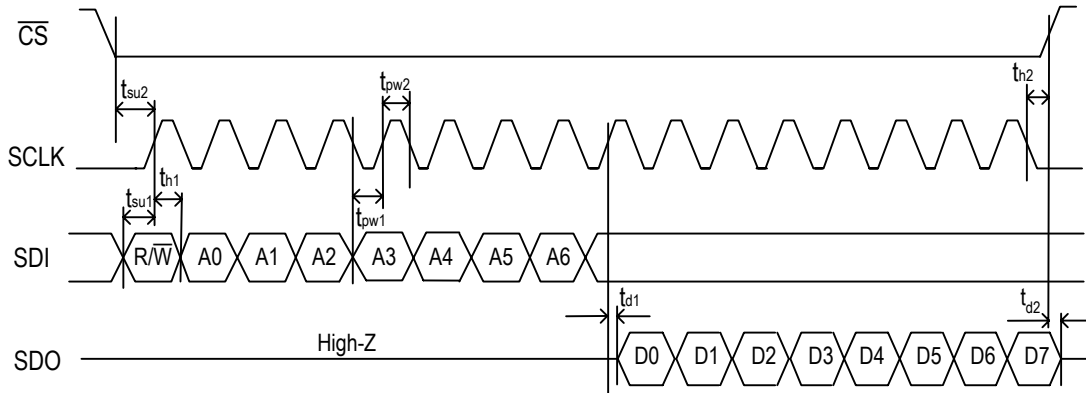 CS
tsu2
tpw2
th2
SCLK
tsu1
th1
tpw1
SDI
R/W A0 A1 A2 A3 A4 A5 A6
td1
td2
SDO
High-Z
D0 D1 D2 D3 D4 D5 D6 D7